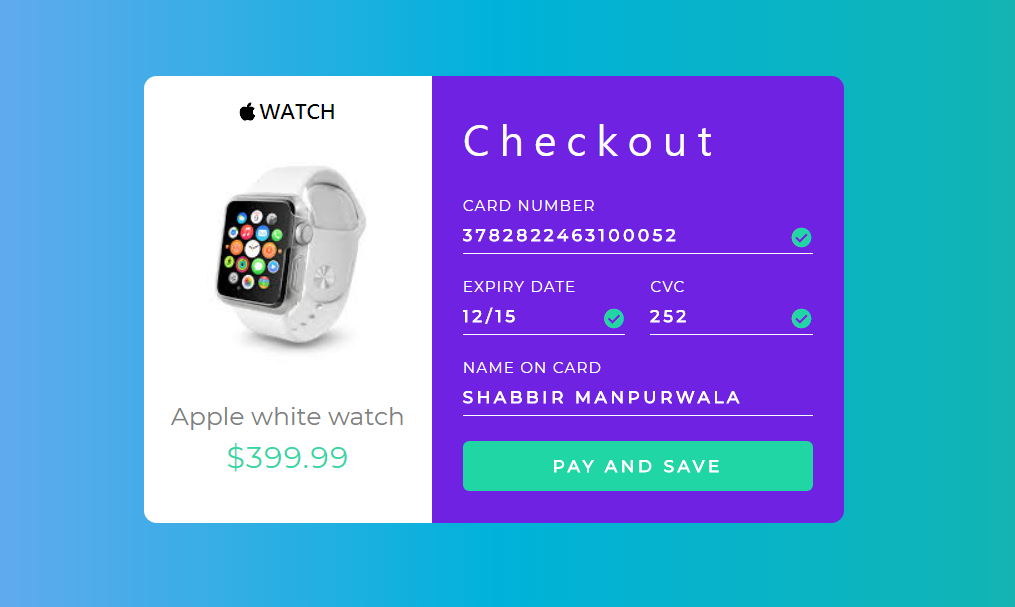 WATCH
Apple white watch
$399.99
Checkout
CARD NUMBER
3782822463100052
EXPIRY DATE
CVC
12/15
252
NAME ON CARD
SHABBIR MANPURWALA
PAY AND SAVE